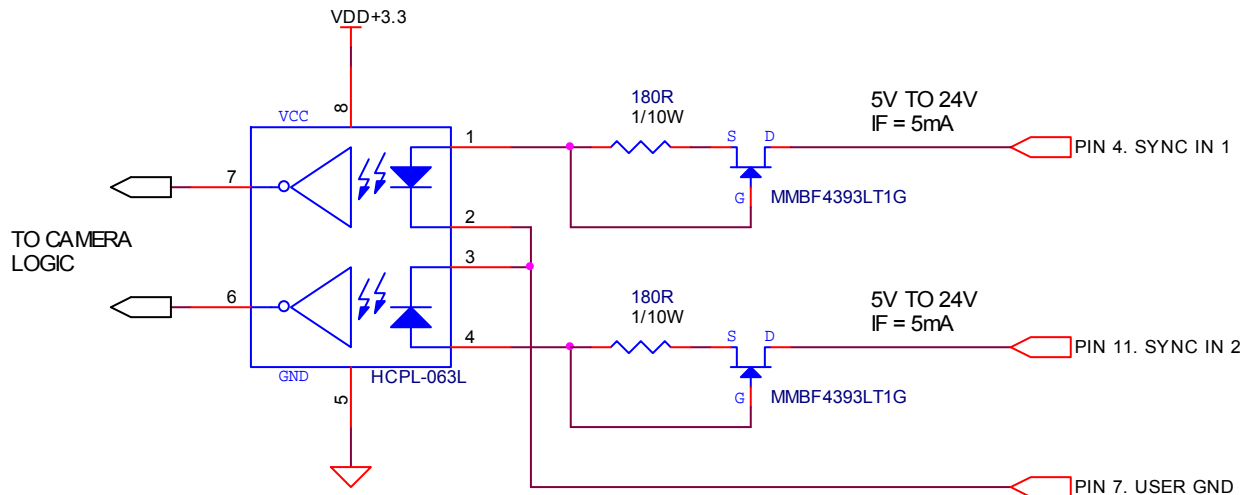 VDD+3.3
180R
1/10W
5V TO 24V
IF = 5mA
8
VCC
1
S
D
PIN 4. SYNC IN 1
7
G
MMBF4393LT1G
2
TO CAMERA
LOGIC
3
180R
1/10W
5V TO 24V
IF = 5mA
6
4
S
D
PIN 11. SYNC IN 2
GND
HCPL-063L
G
MMBF4393LT1G
5
PIN 7. USER GND